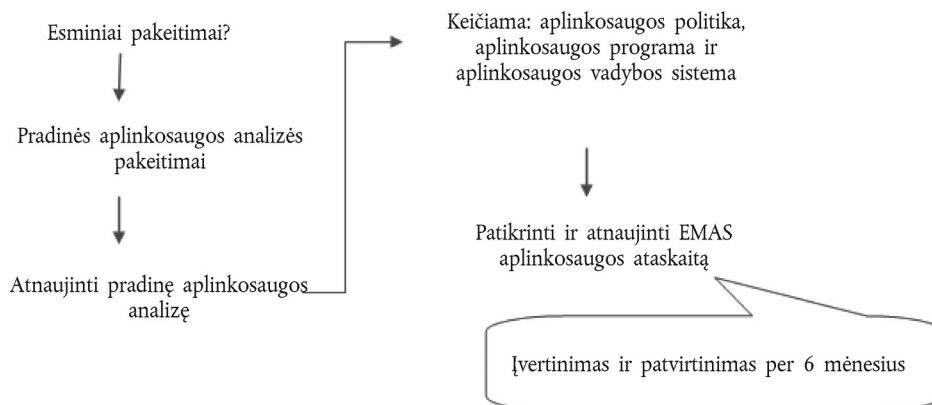 Esminiai pakeitimai?
Pradinės aplinkosaugos analizės
pakeitimai
Atnaujinti pradinę aplinkosaugos
analizę
Keičiama: aplinkosaugos politika,
aplinkosaugos programa ir
aplinkosaugos vadybos sistema
Patikrinti ir atnaujinti EMAS
aplinkosaugos ataskaitą
Įvertinimas ir patvirtinimas per 6 mėnesius